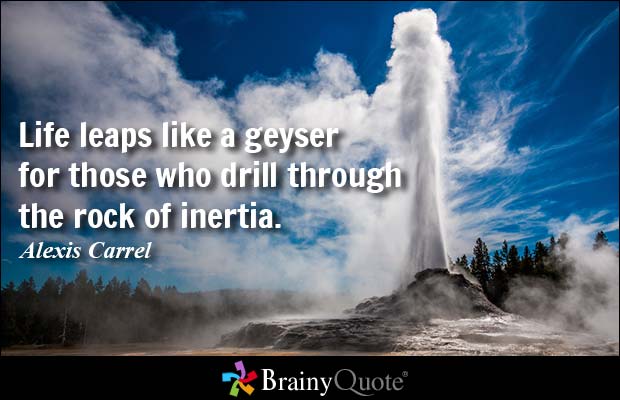 Life leaps like a geyser
for those who drill through
the rock of inertia.
Alexis Carrel
BrainyQuote®